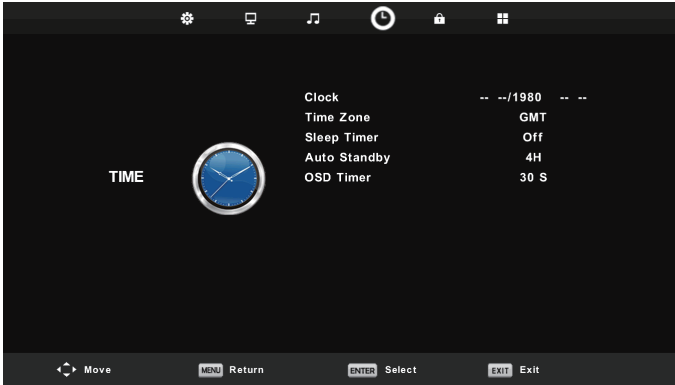 Clock -- --/1980 -- --
Time Zone GMT
Sleep Timer Off
Auto Standby 4H
TIME
OSD Timer 30 S
Move MENU Return ENTER Select EXIT Exit